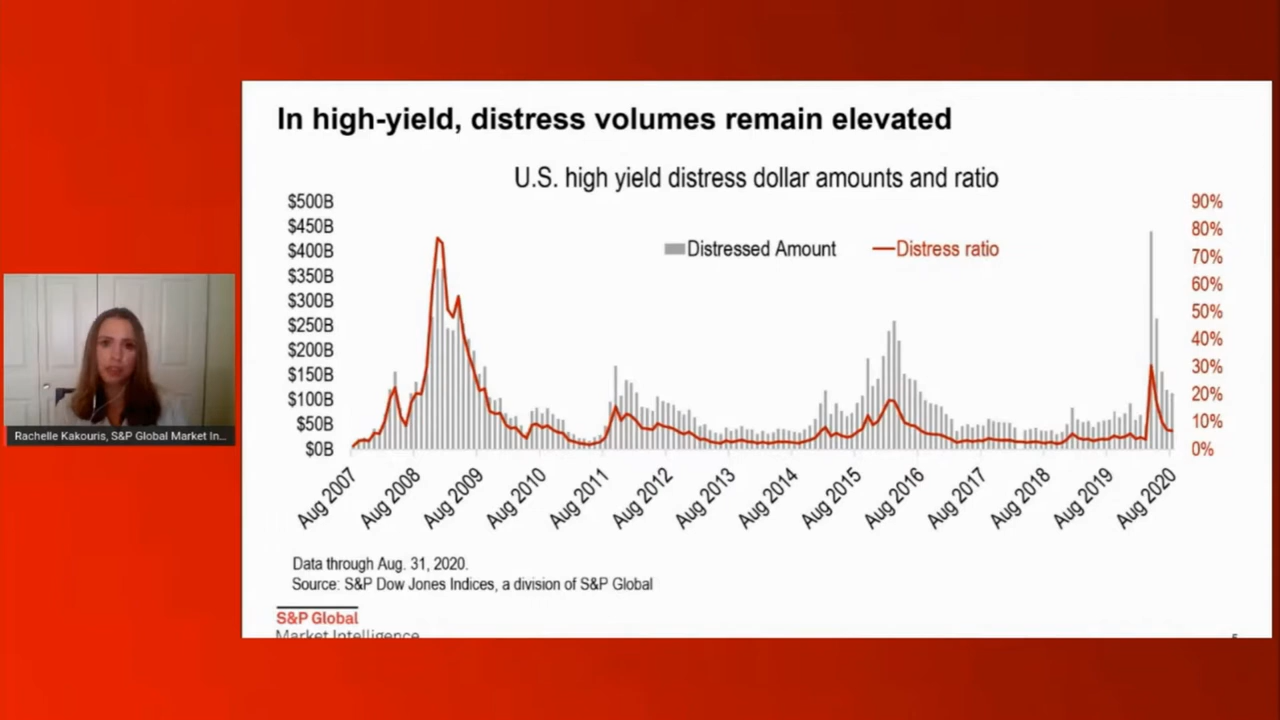 In high-yield, distress volumes remain elevated
U.S. high yield distress dollar amounts and ratio
$500B
$450B
$400B
$350B
$300B
$250B
$200B
$150B
$100B
$50B
$0B
90%
80%
70%
60%
50%
40%
30%
20%
10%
0%
Distressed Amount
Distress ratio
Aug 2007
Aug 2008
Aug 2009
Aug 2010
Aug 2011
Aug 2012
Aug 2013
Aug 2014
Aug 2015
Aug 2016
Aug 2017
Aug 2018
Aug 2019
Aug 2020
Rachelle Kakouris, S&P Global Market In...
Data through Aug. 31, 2020.
Source: S&P Dow Jones Indices, a division of S&P Global
S&P Global
Market Intelligence